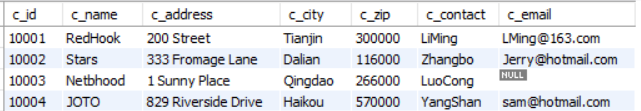 c_id c_name c_address c_city c_zip c_contact c_email
10001 RedHook 200 Street Tianjin 300000 LiMing LMing@163.com
10002 Stars 333 Fromage Lane Dalian 116000 Zhangbo Jerry@hotmail.com
10003 Netbhood 1 Sunny Place Qingdao 266000 LuoCong NULL
10004 JOTO 829 Riverside Drive Haikou 570000 YangShan sam@hotmail.com